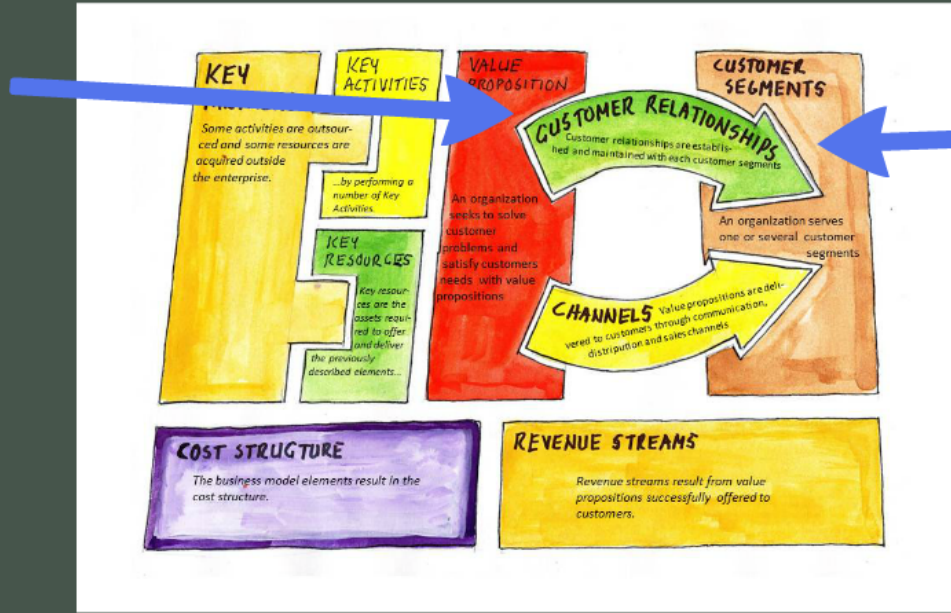 KEY
Some activities are outsour-
ced and some resources are
acquired outside
the enterprise.
KEY
ACTIVITIES
...by performing a
number of Key
Activities.
KEY
RESOURCES
Key resour-
ces are the
assets requi-
red to offer
and deliver
the previously
described elements...
VALUE
PROPOSITION
An organization
seeks to solve
customer
problems and
satisfy customers
needs with value
propositions
CUSTOMER RELATIONSHIPS
Customer relationships are establis-
hed and maintained with each customer segments
CHANNELS Value propositions are deli-
vered to customers through communication,
distripution and sales channels
CUSTOMER
SEGMENTS
An organization serves
one or several customer
segments
COST STRUCTURE
The business model elements result in the
cost structure.
REVENUE STREAMS
Revenue streams result from value
propositions successfully offered to
customers.